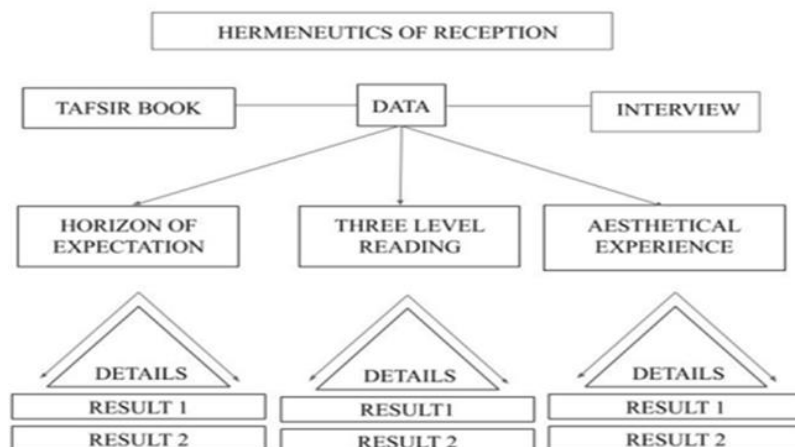 HERMENEUTICS OF RECEPTION
TAFSIR BOOK
DATA
INTERVIEW
HORIZON OF
EXPECTATION
THREE LEVEL
READING
AESTHETICAL
EXPERIENCE
DETAILS
DETAILS
DETAILS
RESULT 1
RESULT1
RESULT 1
RESULT 2
RESULT 2
RESULT 2